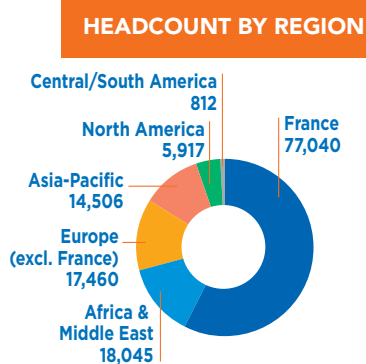 HEADCOUNT BY REGION
Central/South America
812
North America
5,917
Asia-Pacific
14,506
Europe
(excl. France)
17,460
Africa &
Middle East
18,045
France
77,040